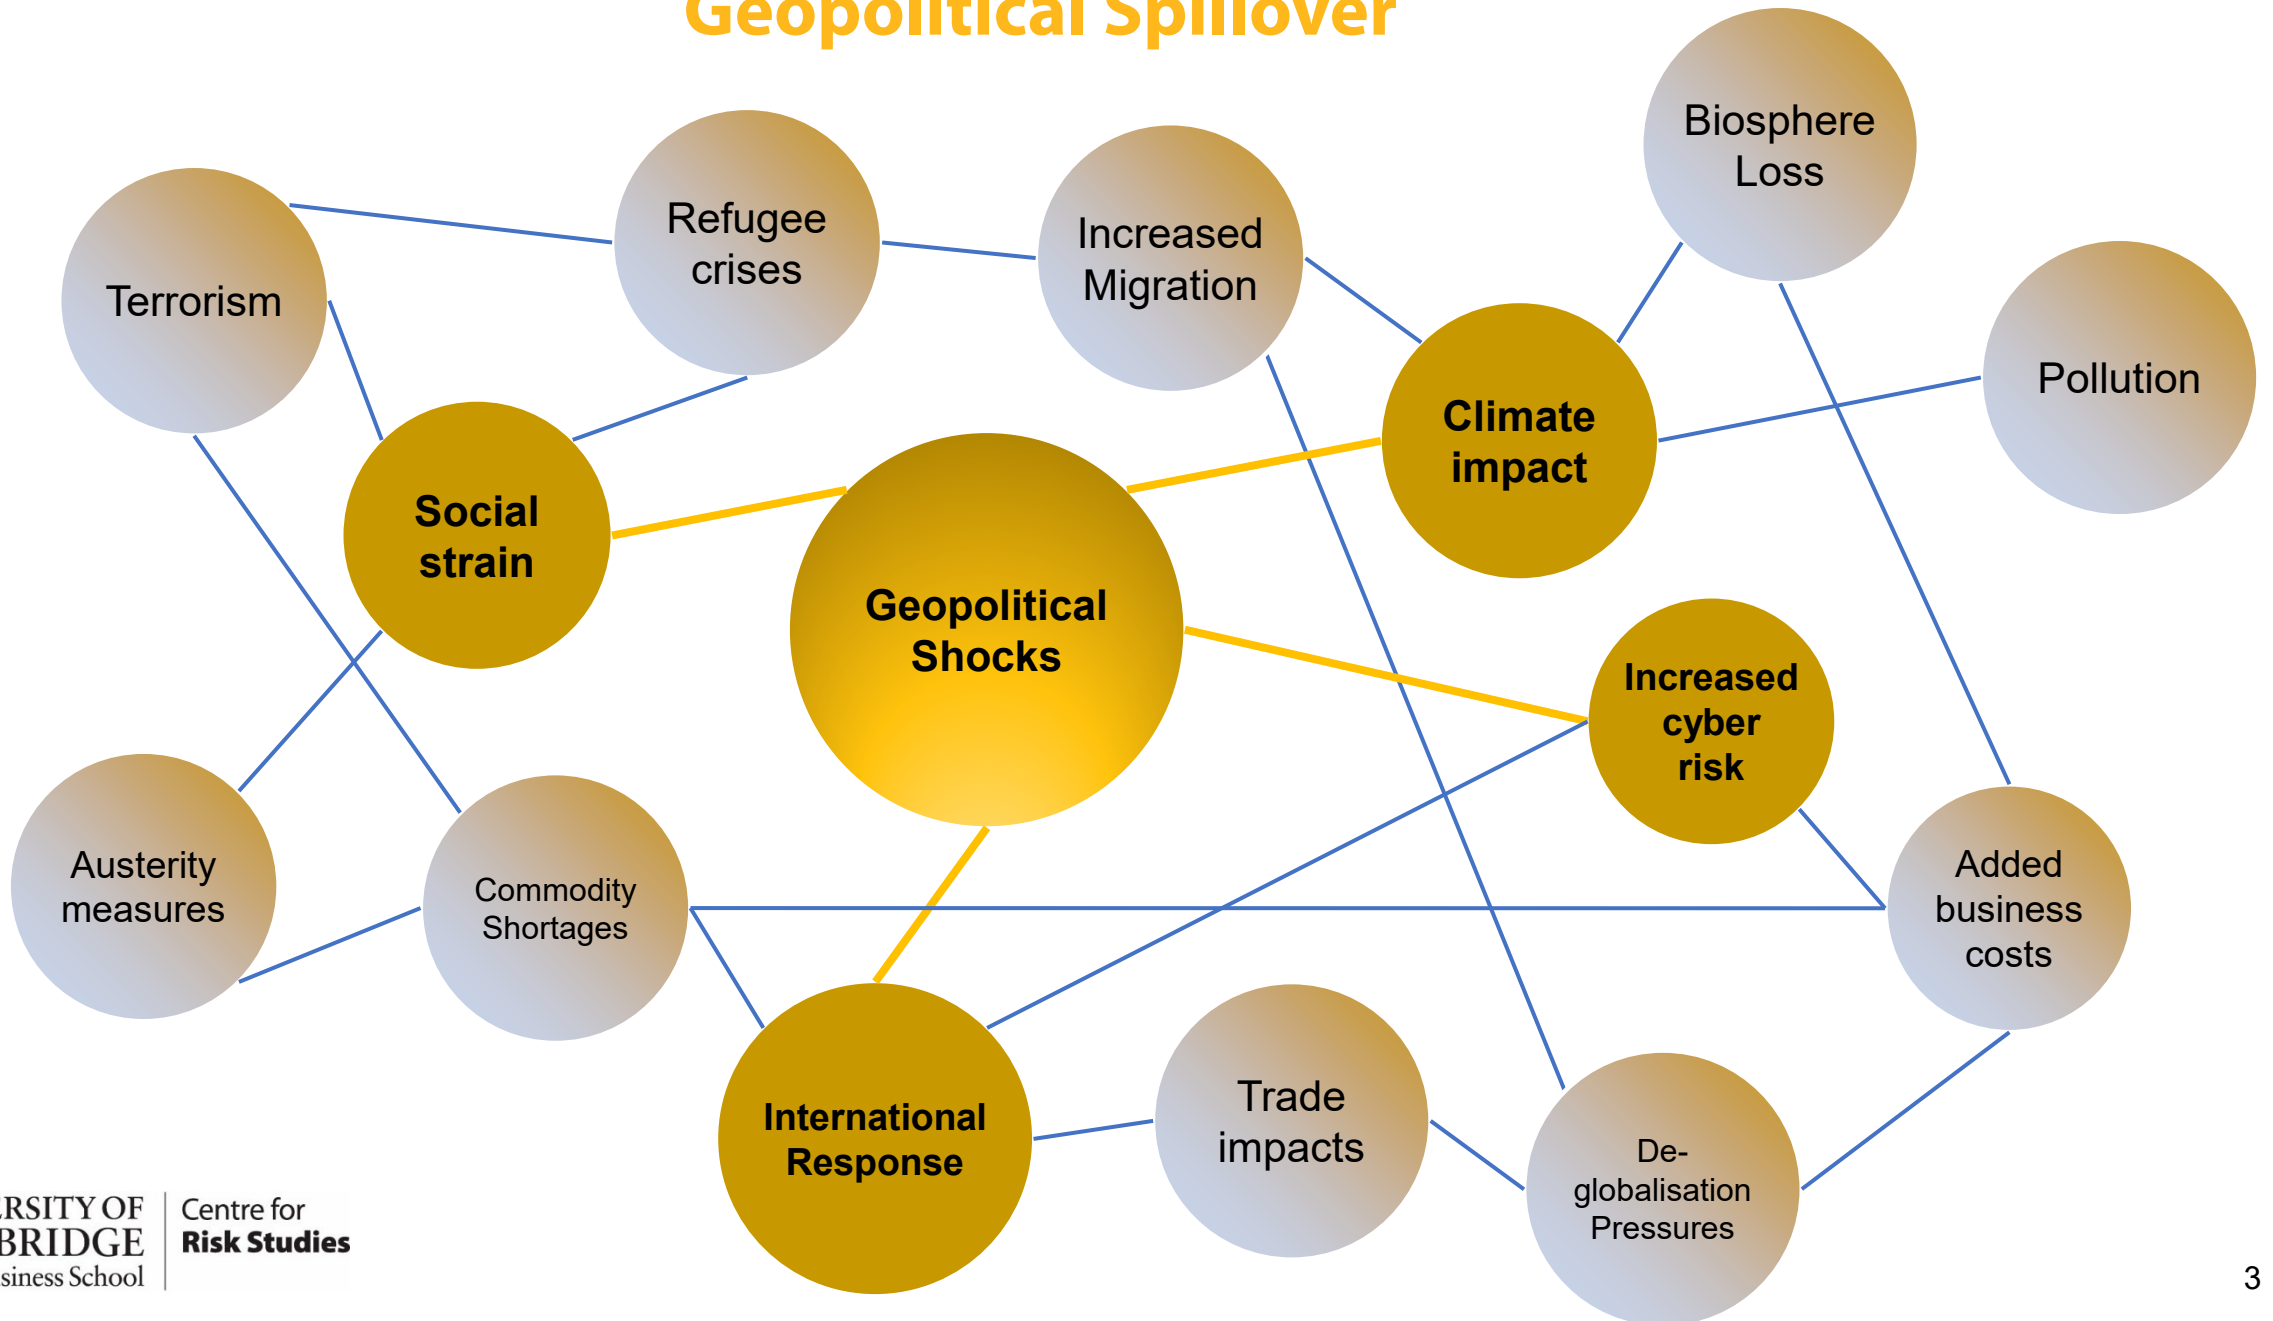 Geopolitical Spillover
Biosphere
Loss
Refugee
crises
Increased
Migration
Terrorism
Pollution
Climate
impact
Social
strain
Geopolitical
Shocks
Increased
cyber
risk
Austerity
measures
Commodity
Shortages
Added
business
costs
International
Response
Trade
impacts
De-
globalisation
Pressures
ERSITY OF
BRIDGE
siness School
Centre for
Risk Studies
3